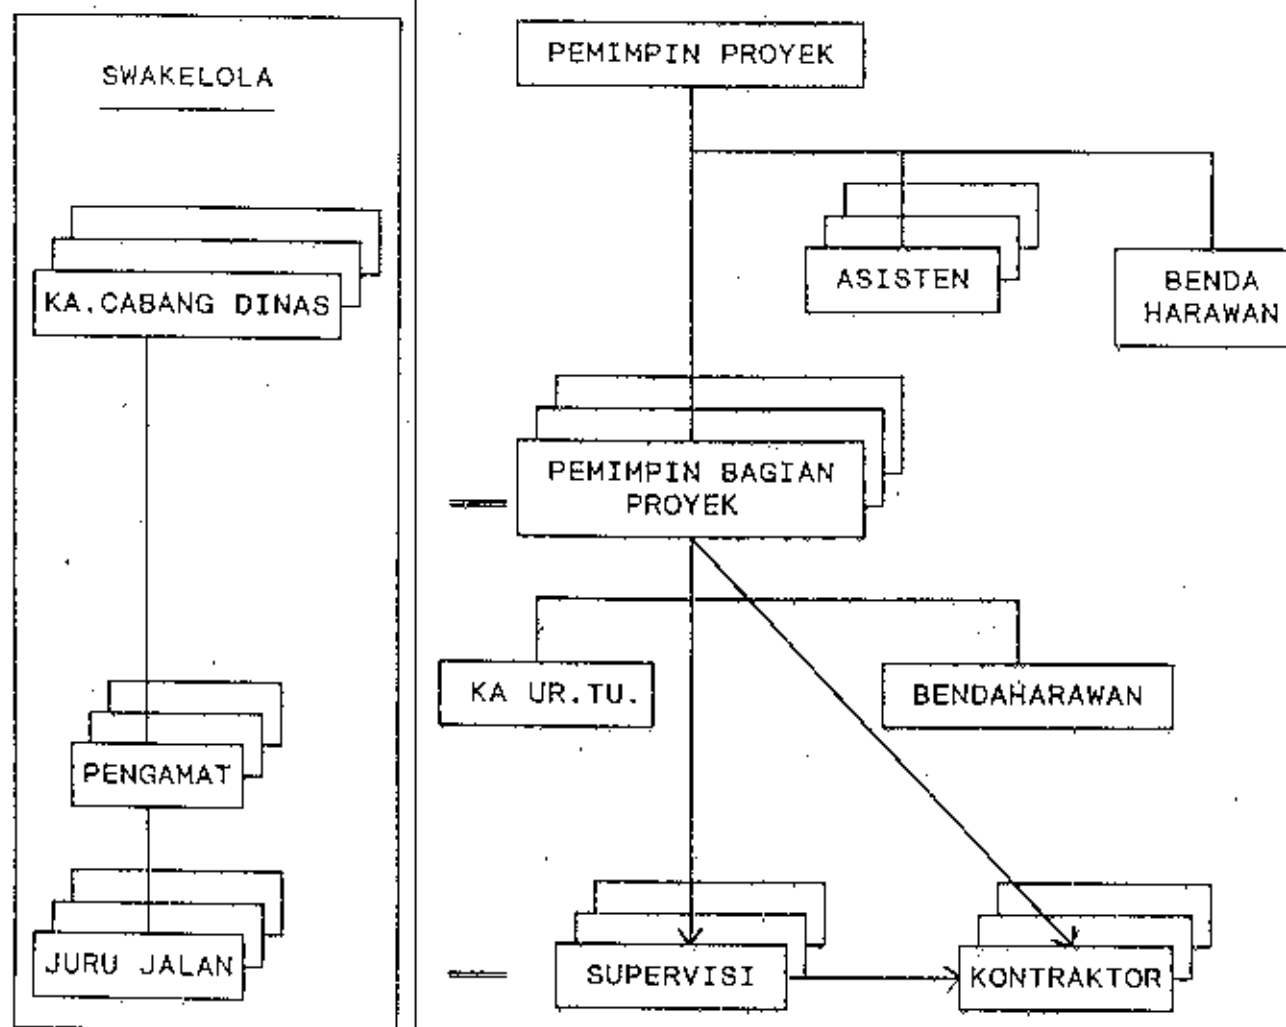 SWAKELOLA
KA.CABANG DINAS
PENGAMAT
JURU JALAN
PEMIMPIN PROYEK
ASISTEN
BENDA
HARAWAN
PEMIMPIN BAGIAN
PROYEK
KA UR.TU.
BENDAHARAWAN
SUPERVISI
KONTRAKTOR